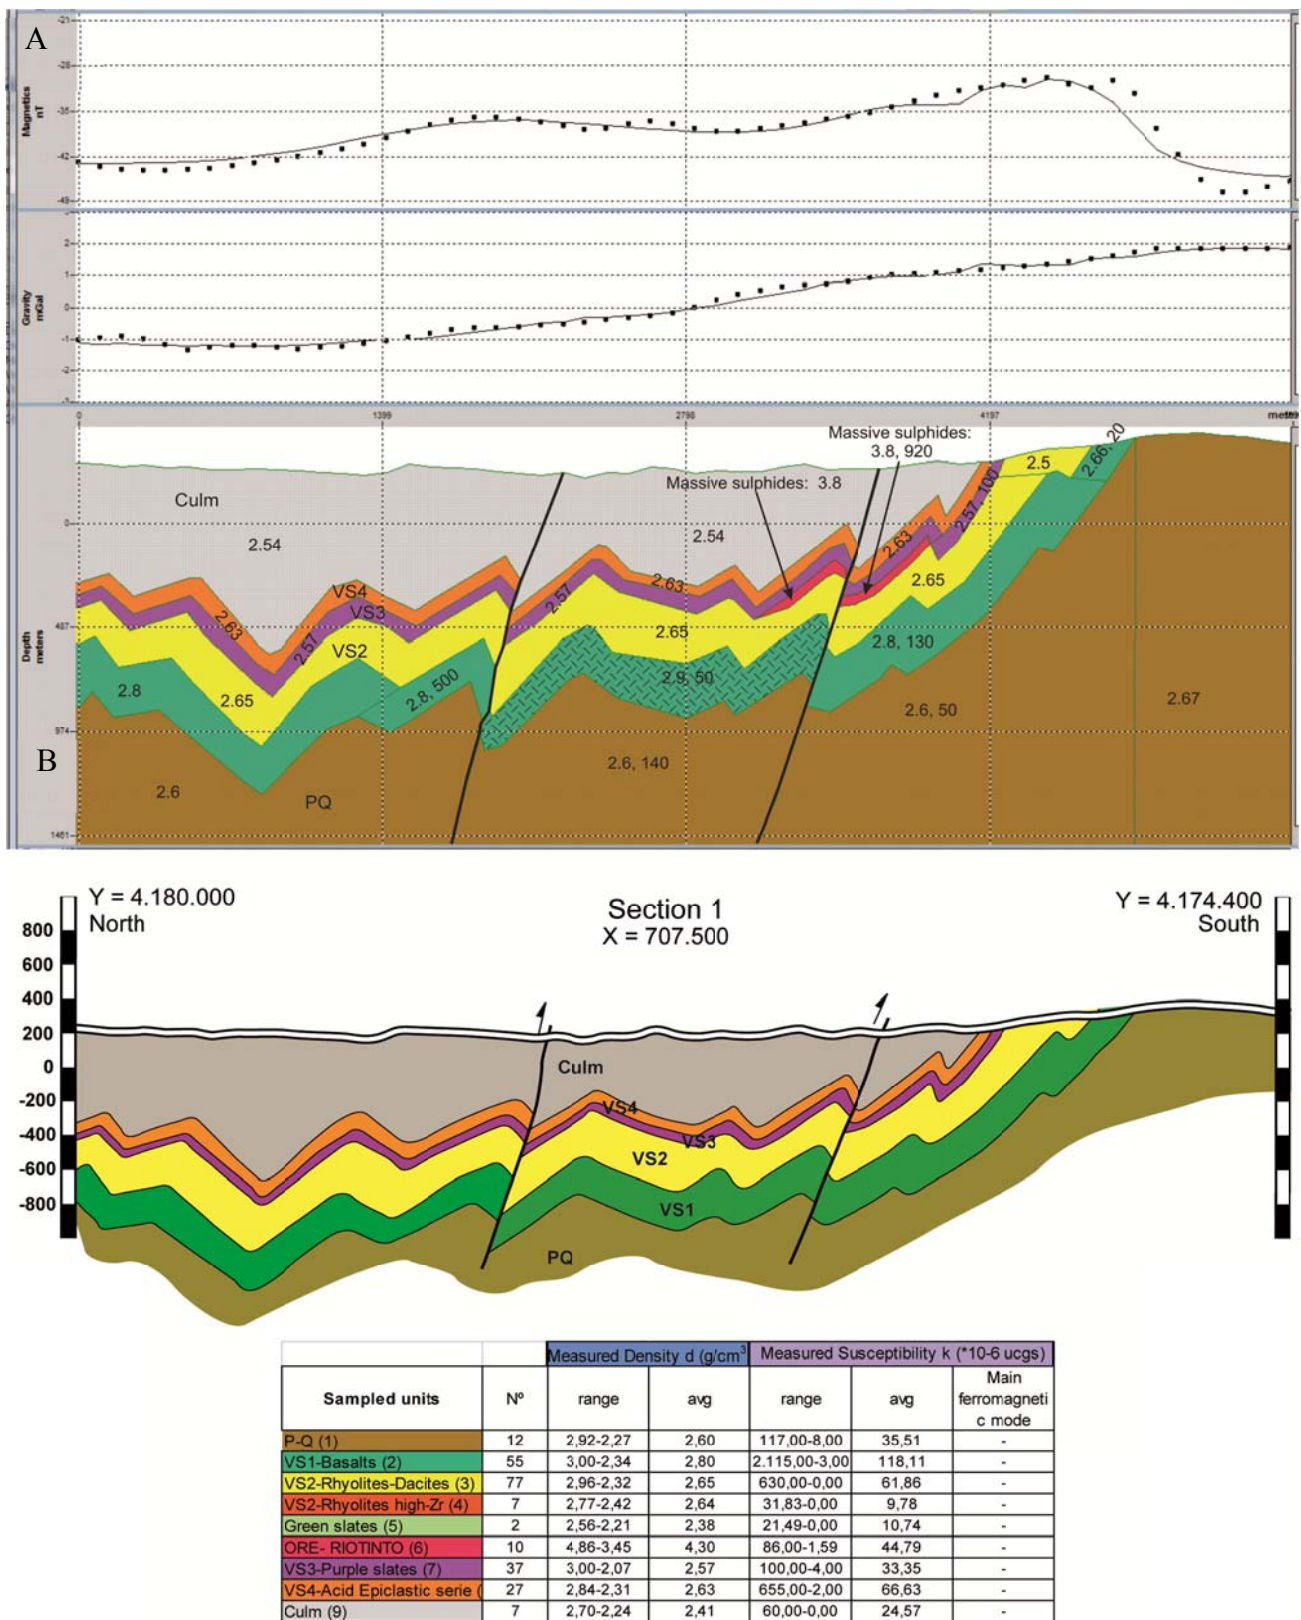 A
-21
-28
-35
-42
-49
Magnetics
nT
2
1
0
-1
-2
-3
Gravity
mGal
0
1399
2798
4197
Massive sulphides:
3.8, 920
Massive sulphides: 3.8
2.66, 20
2.5
Culm
2.57, 100
0
2.54
2.54
2.63
2.63
2.65
VS4
2.57
VS3
2.63
2.57
487
VS2
2.65
2.8, 130
Depth
meters
2.8
2.65
2.8, 500
2.9, 50
2.67
2.6, 50
974
B
2.6, 140
2.6
PQ
1461
Y = 4.180.000
North
Section 1
X = 707.500
Y = 4.174.400
South
800
600
400
200
0
-200
-400
-600
-800
Culm
VS4
VS3
VS2
VS1
PQ
Measured Density d (g/cm³ Measured Susceptibility k (*10-6 ucgs)
Sampled units Nº range avg range avg Main
ferromagneti
c mode
P-Q (1) 12 2,92-2,27 2,60 117,00-8,00 35,51 -
VS1-Basalts (2) 55 3,00-2,34 2,80 2.115,00-3,00 118,11 -
VS2-Rhyolites-Dacites (3) 77 2,96-2,32 2,65 630,00-0,00 61,86 -
VS2-Rhyolites high-Zr (4) 7 2,77-2,42 2,64 31,83-0,00 9,78 -
Green slates (5) 2 2,56-2,21 2,38 21,49-0,00 10,74 -
ORE- RIOTINTO (6) 10 4,86-3,45 4,30 86,00-1,59 44,79 -
VS3-Purple slates (7) 37 3,00-2,07 2,57 100,00-4,00 33,35 -
VS4-Acid Epiclastic serie ( 27 2,84-2,31 2,63 655,00-2,00 66,63 -
Culm (9) 7 2,70-2,24 2,41 60,00-0,00 24,57 -